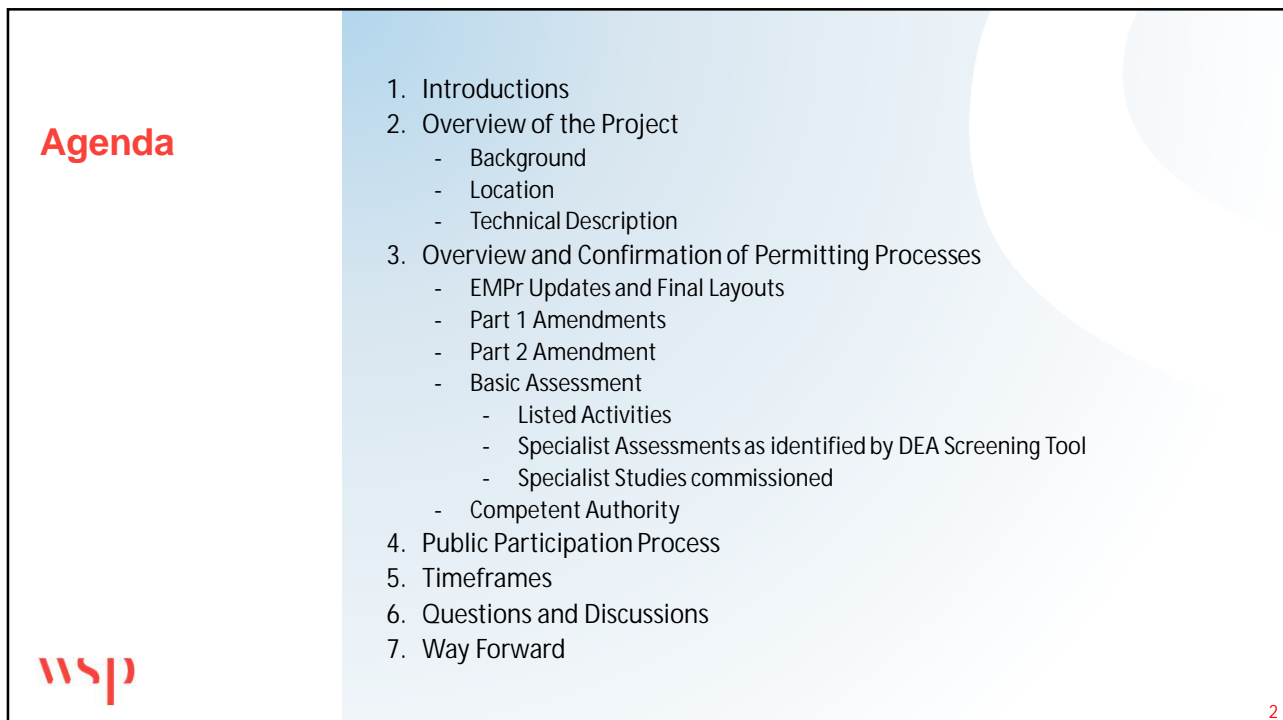 Agenda
1. Introductions
2. Overview of the Project
- Background
- Location
- Technical Description
3. Overview and Confirmation of Permitting Processes
- EMPr Updates and Final Layouts
- Part 1 Amendments
- Part 2 Amendment
- Basic Assessment
- Listed Activities
- Specialist Assessments as identified by DEA Screening Tool
- Specialist Studies commissioned
- Competent Authority
4. Public Participation Process
5. Timeframes
6. Questions and Discussions
7. Way Forward
wsp
2